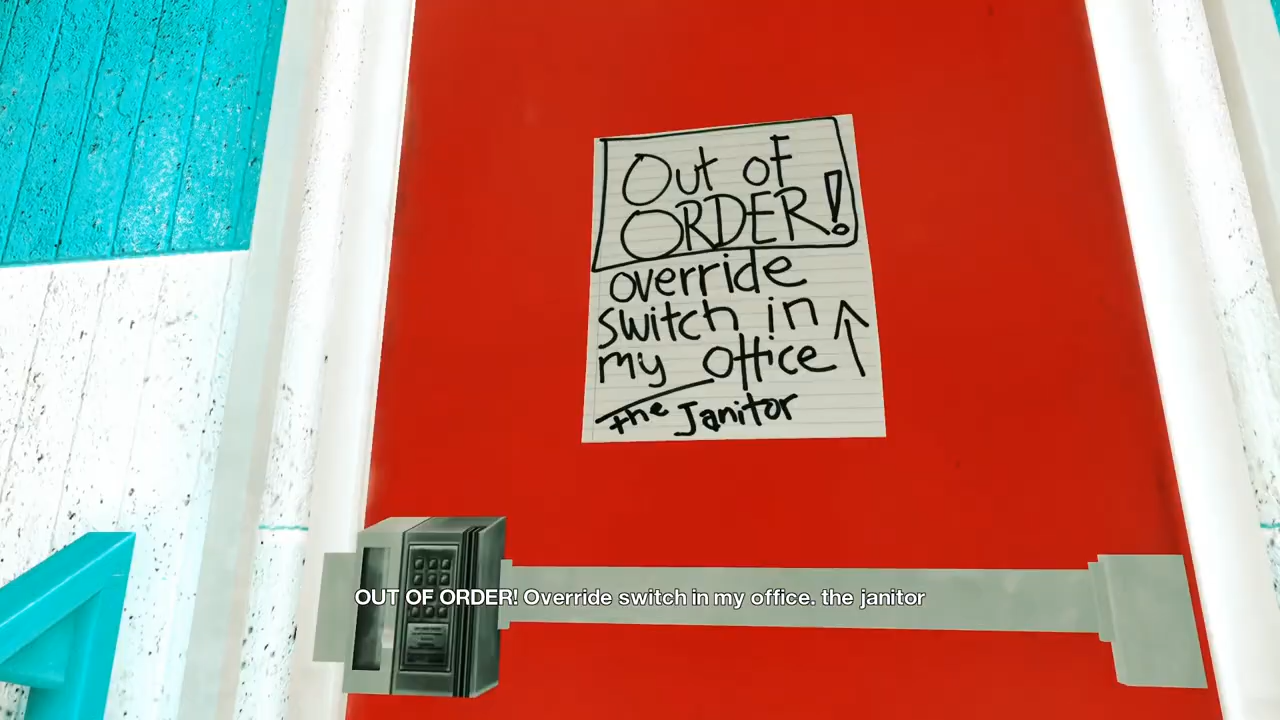 Out of
ORDER!
override
switch in
my office
the Janitor
OUT OF ORDER! Override switch in my office. the janitor